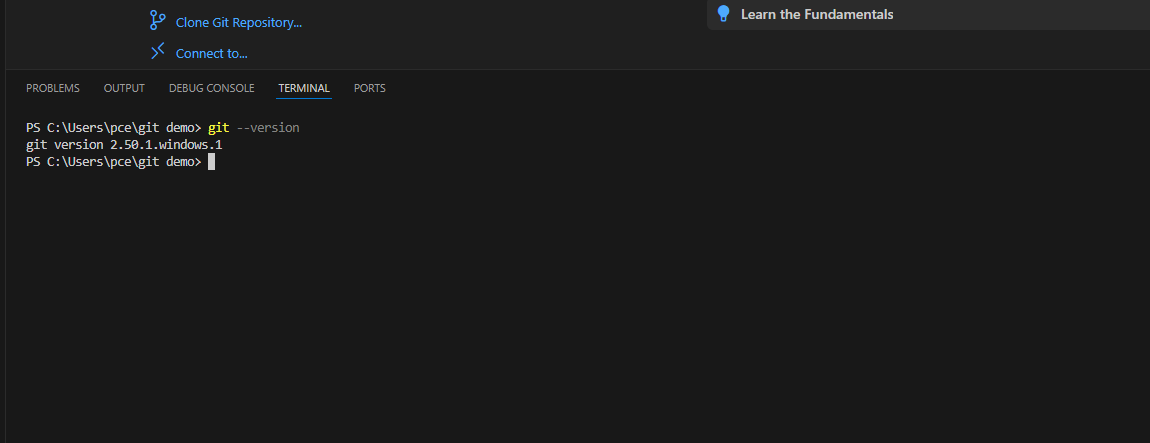 Clone Git Repository...
Connect to...
Learn the Fundamentals
PROBLEMS OUTPUT DEBUG CONSOLE TERMINAL PORTS
PS C:\Users\pce\git demo> git --version
git version 2.50.1.windows.1
PS C:\Users\pce\git demo>